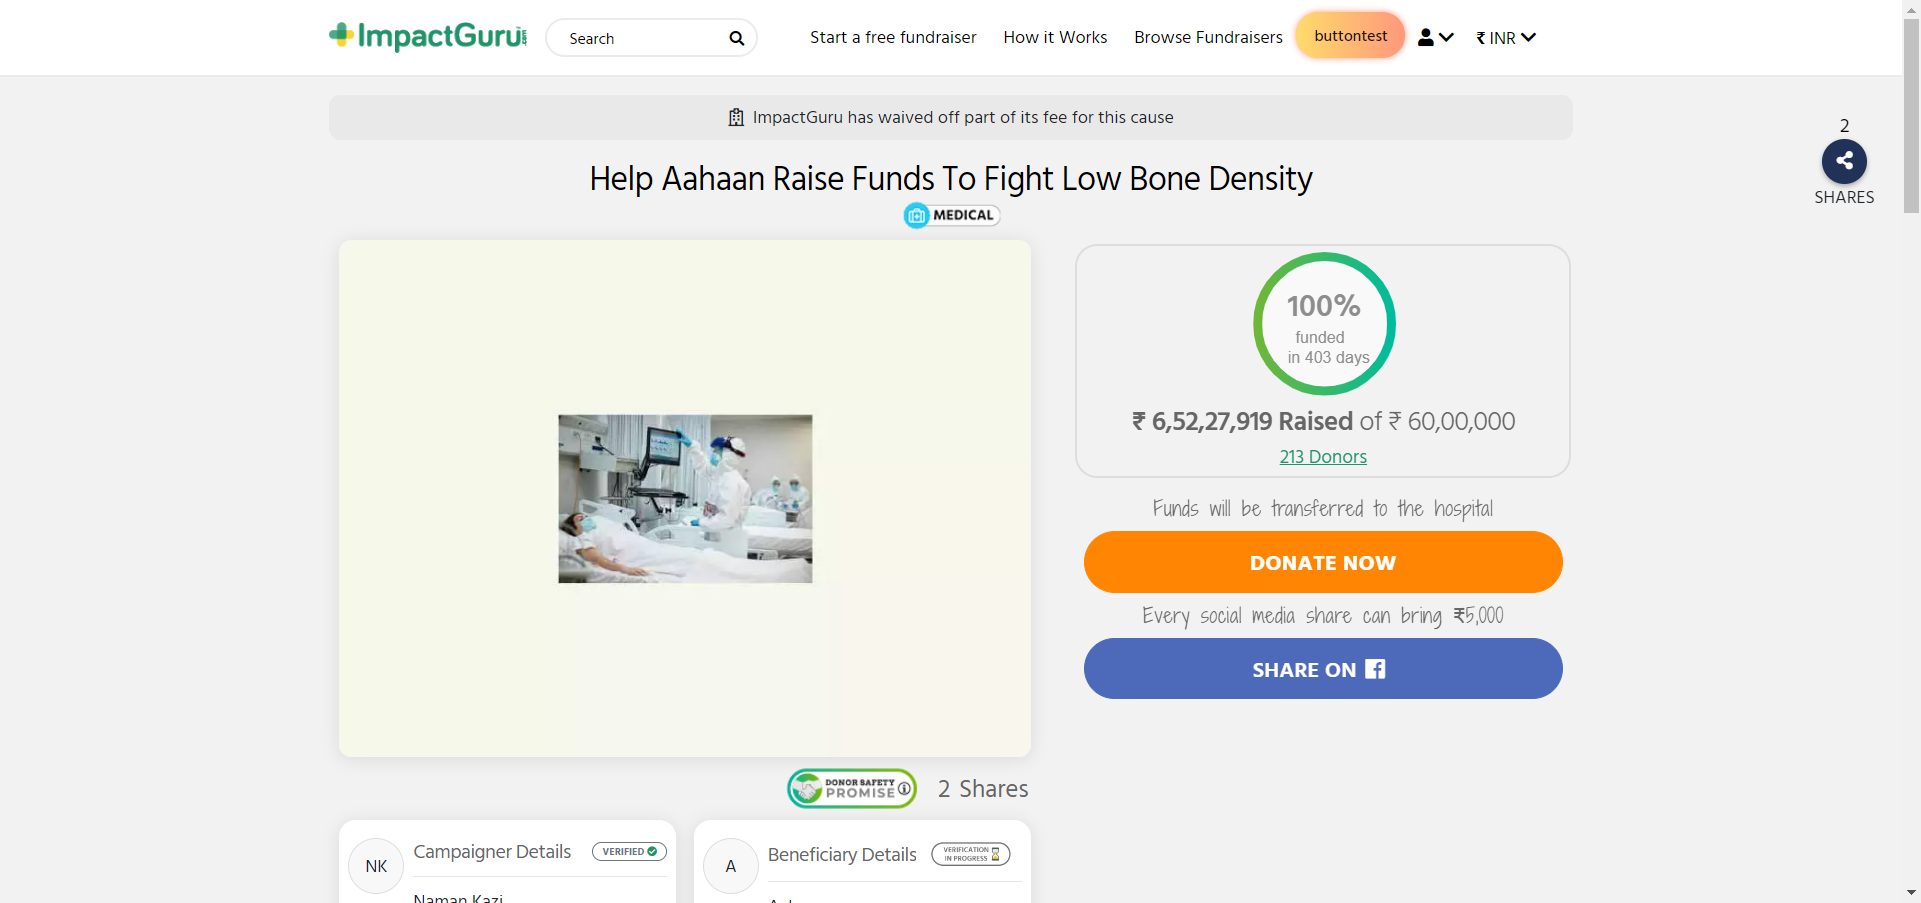 ImpactGuru.com
Search
Start a free fundraiser
How it Works
Browse Fundraisers
buttontest
₹ INR
ImpactGuru has waived off part of its fee for this cause
2
SHARES
Help Aahaan Raise Funds To Fight Low Bone Density
MEDICAL
100%
funded
in 403 days
₹ 6,52,27,919 Raised of ₹ 60,00,000
213 Donors
Funds will be transferred to the hospital
DONATE NOW
Every social media share can bring ₹5,000
SHARE ON
DONOR SAFETY
PROMISE
2 Shares
NK
Campaigner Details
VERIFIED
Naman Kazi
A
Beneficiary Details
VERIFICATION
IN PROGRESS